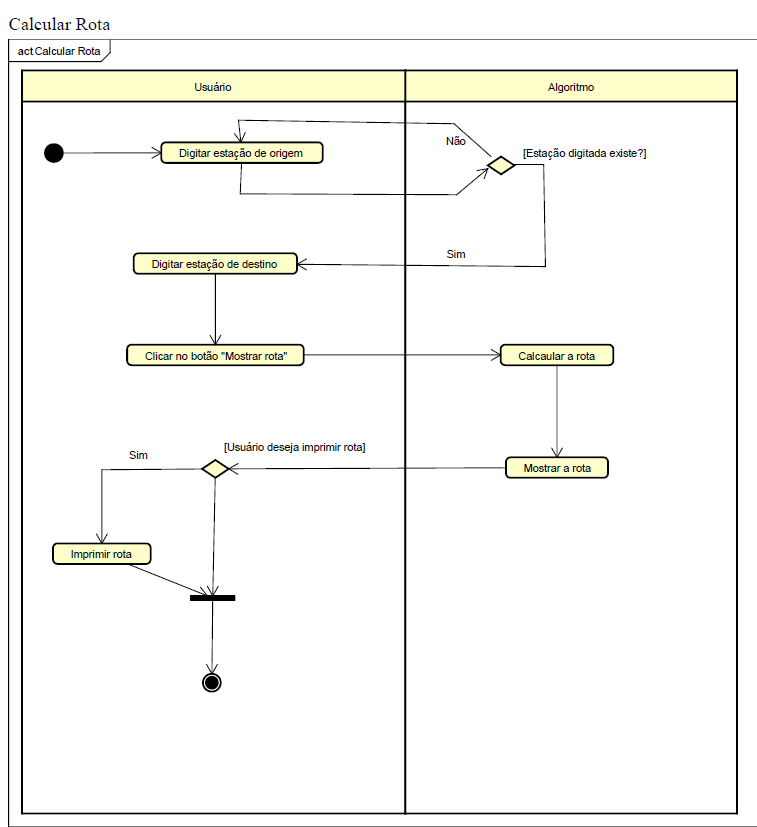 Calcular Rota
act Calcular Rota
Usuário
Algoritmo
Não
[Estação digitada existe?]
Digitar estação de origem
Sim
Digitar estação de destino
Clicar no botão "Mostrar rota"
Calcaular a rota
[Usuário deseja imprimir rota]
Sim
Mostrar a rota
Imprimir rota